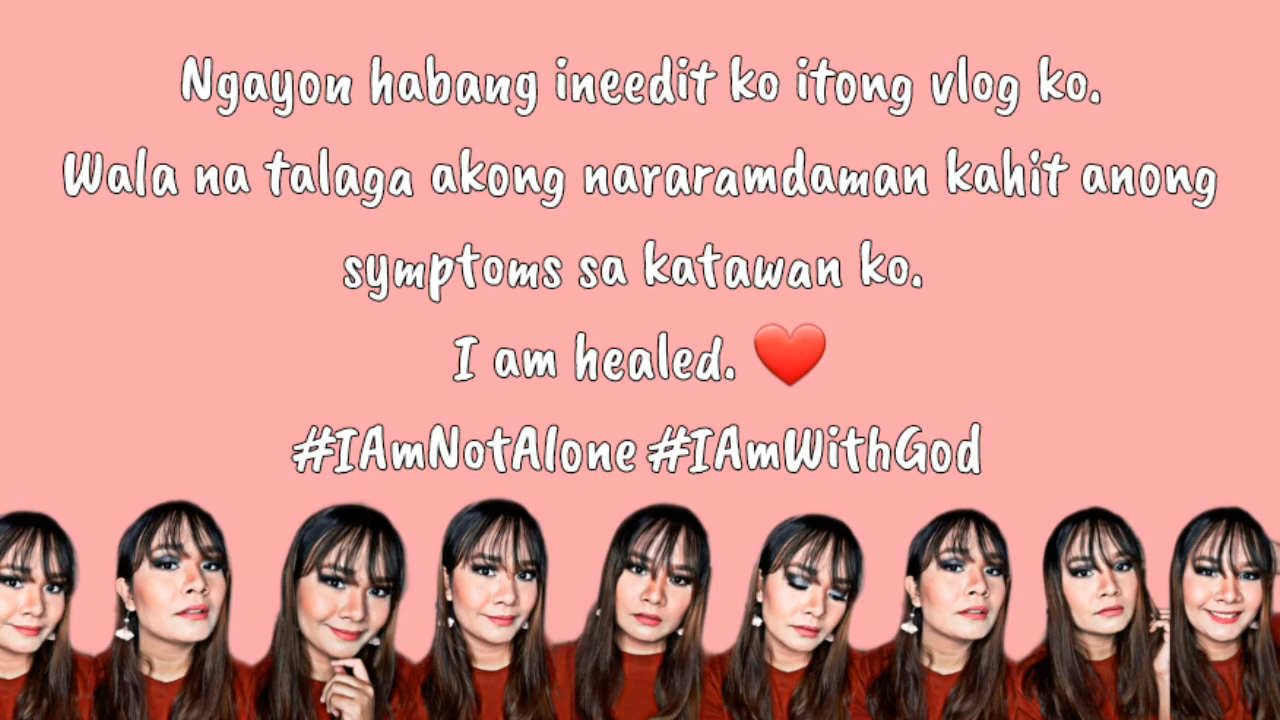 Ngayon habang ineedit ko itong vlog ko.
Wala na talaga akong nararamdaman kahit anong
symptoms sa katawan ko.
I am healed. ❤️
#IAmNotAlone #IAmWithGod